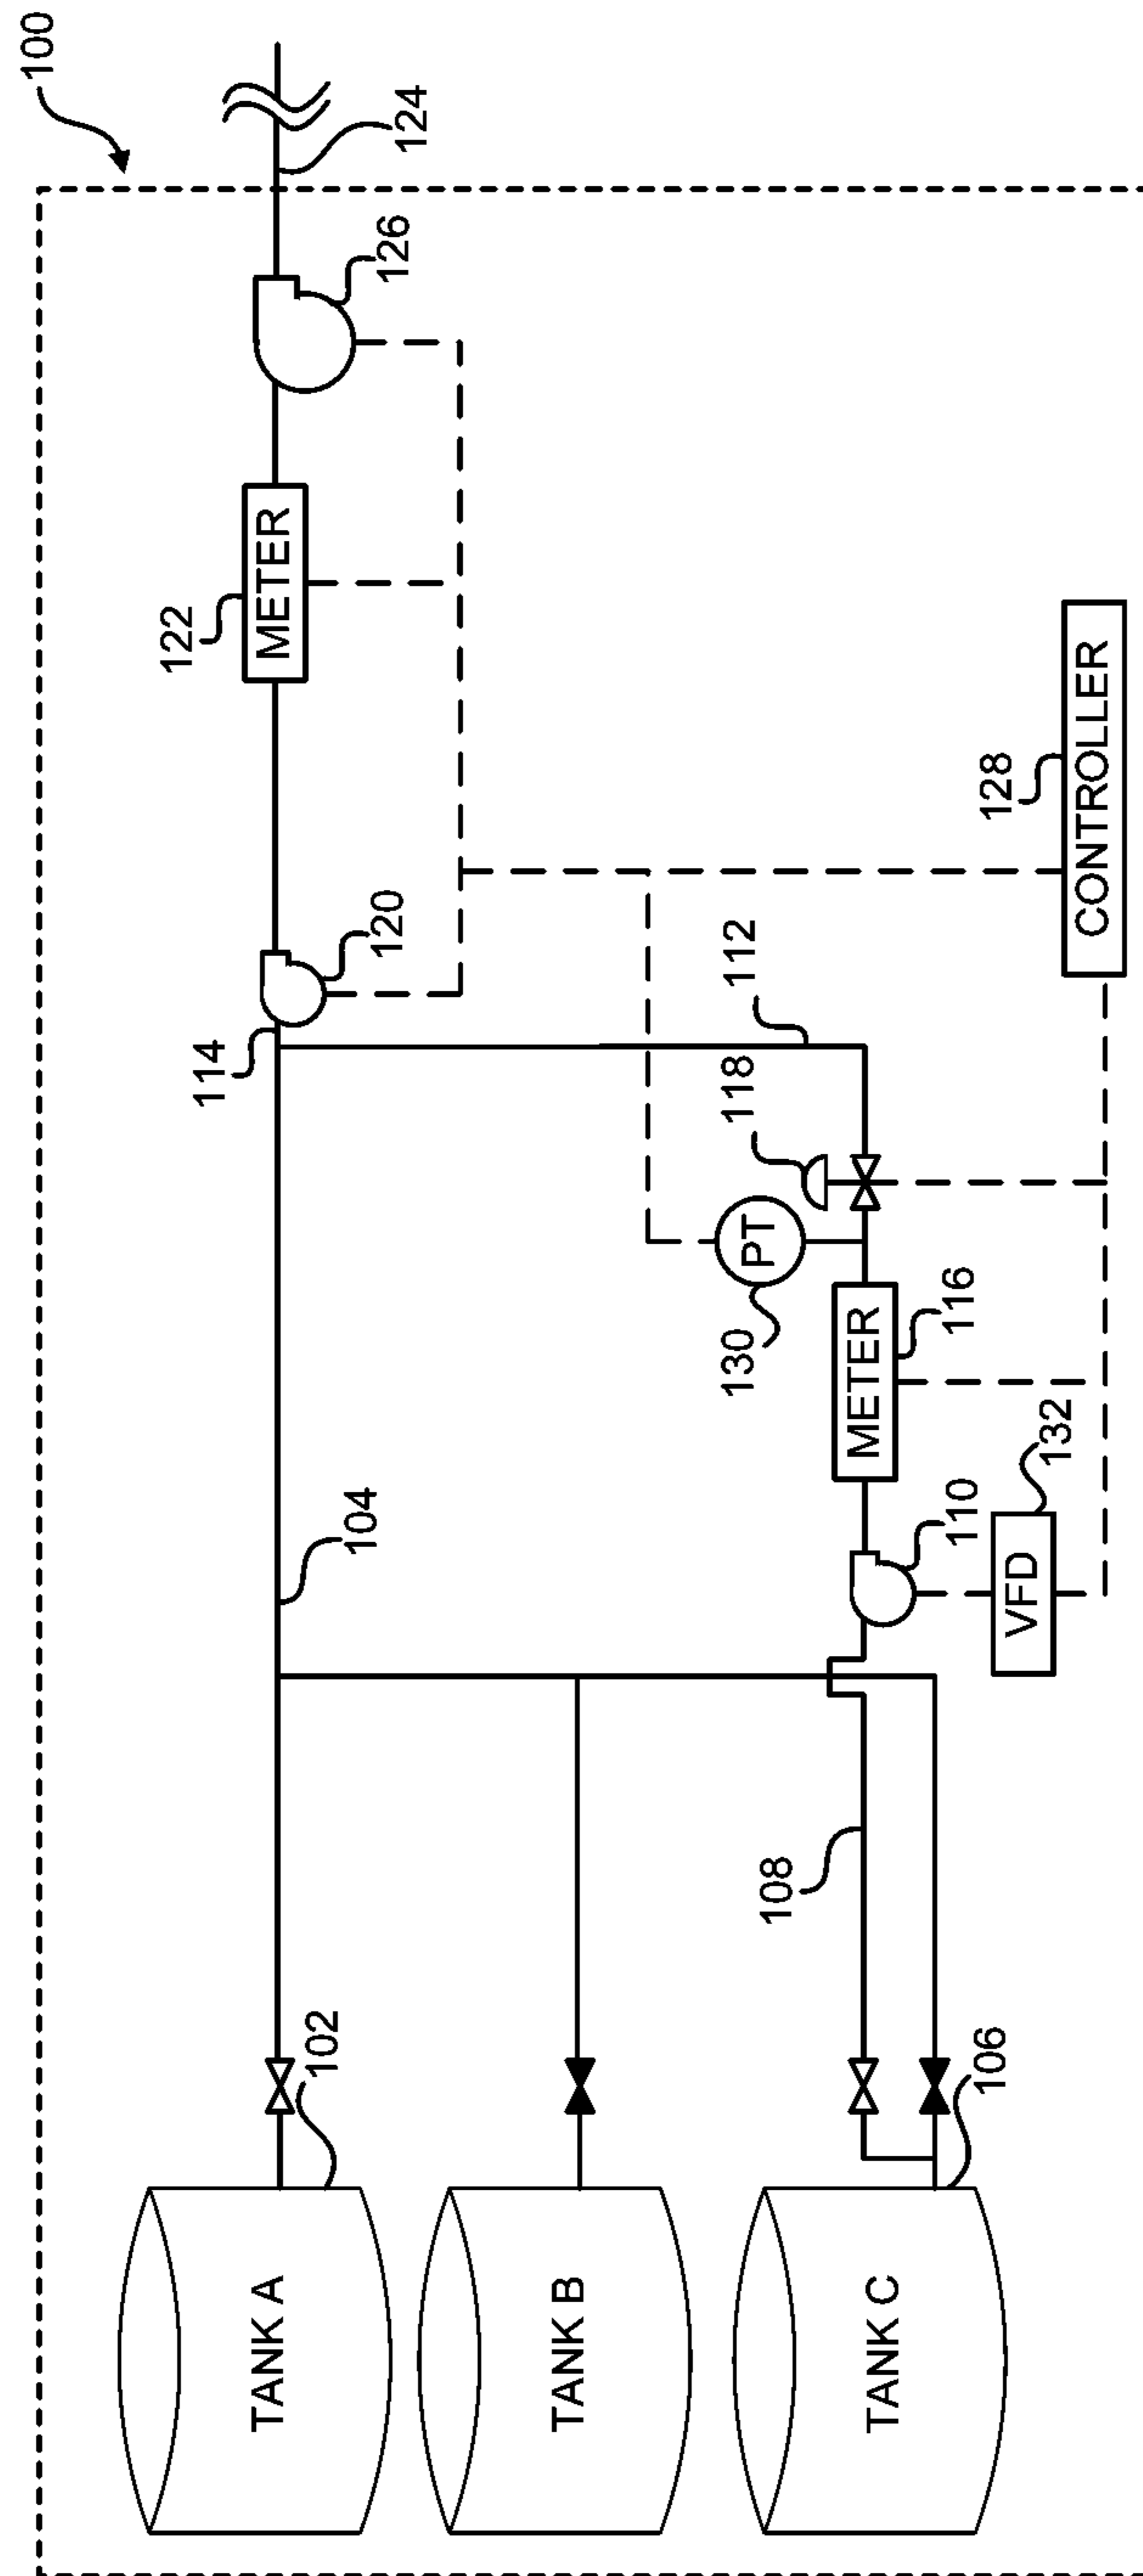 100
124
126
METER
122
120
114
112
118
PT
130
METER
116
104
110
VFD
132
CONTROLLER
128
108
102
106
TANK A
TANK B
TANK C